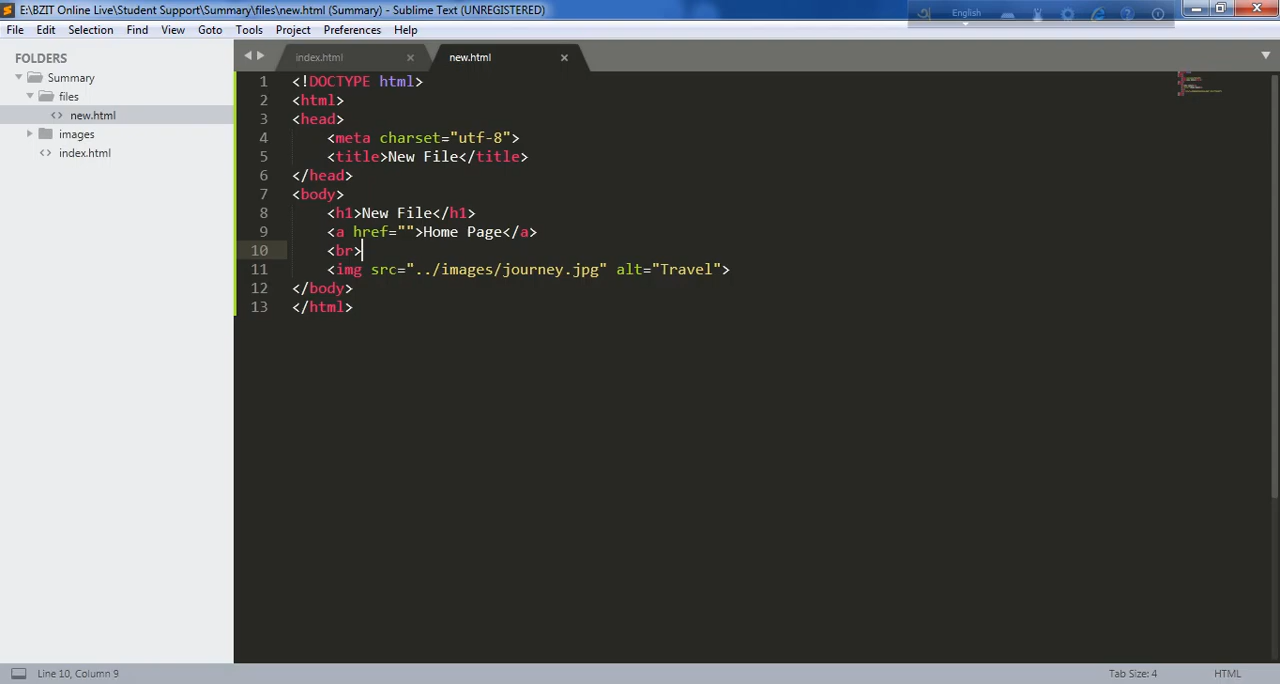 E:\BZIT Online Live\Student Support\Summary\files\new.html (Summary) - Sublime Text (UNREGISTERED)
English
File Edit Selection Find View Goto Tools Project Preferences Help
FOLDERS
Summary
files
new.html
images
index.html
index.html × new.html ×
1 <!DOCTYPE html>
2 <html>
3 <head>
4 <meta charset="utf-8">
5 <title>New File</title>
6 </head>
7 <body>
8 <h1>New File</h1>
9 <a href="">Home Page</a>
10 <br>
11 <img src="../images/journey.jpg" alt="Travel">
12 </body>
13 </html>
Line 10, Column 9
Tab Size: 4 HTML